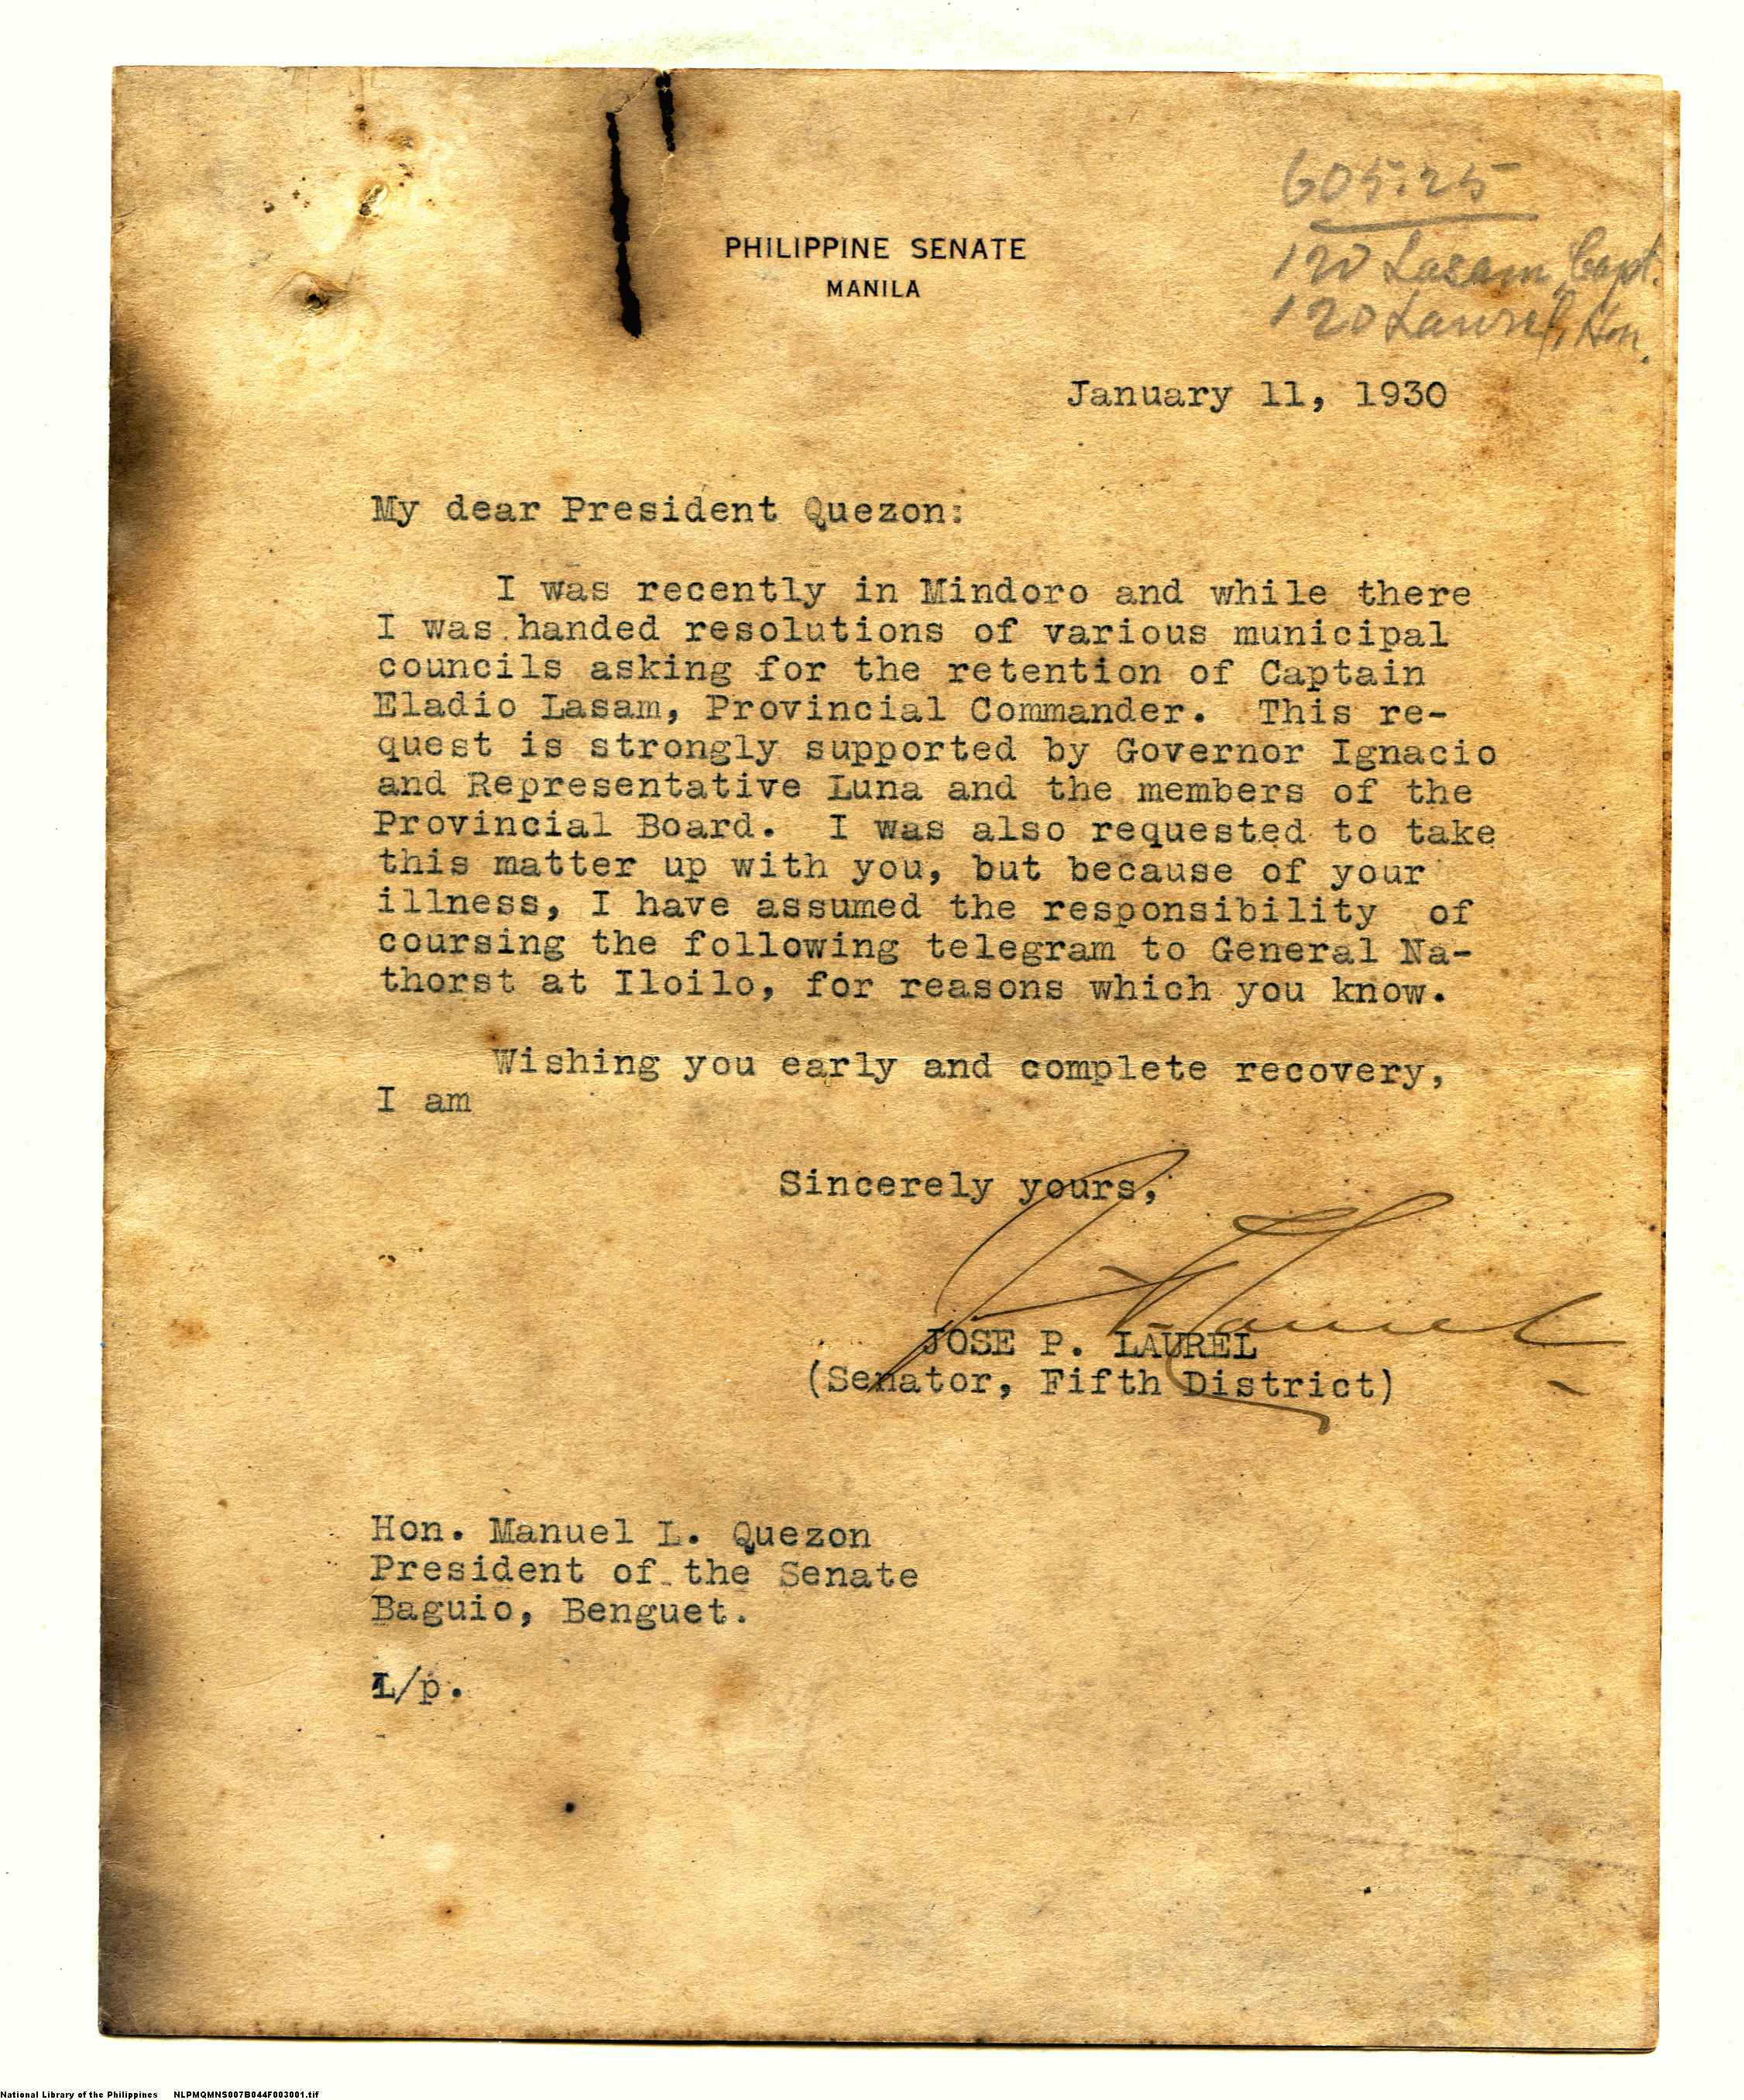 605:25
120 Lasam, Capt.
120 Laurel, Hon.
PHILIPPINE SENATE
MANILA
January 11, 1930
My dear President Quezon:
I was recently in Mindoro and while there
I was handed resolutions of various municipal
councils asking for the retention of Captain
Eladio Lasam, Provincial Commander. This re-
quest is strongly supported by Governor Ignacio
and Representative Luna and the members of the
Provincial Board. I was also requested to take
this matter up with you, but because of your
illness, I have assumed the responsibility of
coursing the following telegram to General Na-
thorst at Iloilo, for reasons which you know.
Wishing you early and complete recovery,
I am
Sincerely yours,
JOSE P. LAUREL
(Senator, Fifth District)
Hon. Manuel L. Quezon
President of the Senate
Baguio, Benguet.
L/p.
National Library of the Philippines NLPMQMNS007B044F003001.tif